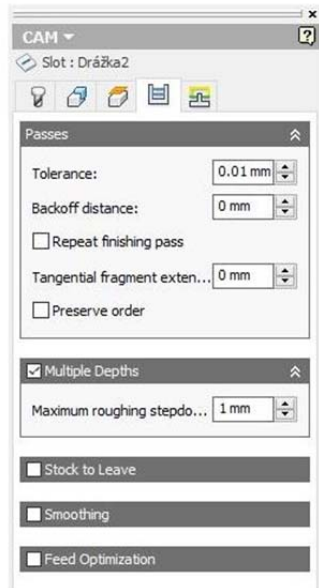 CAM
Slot : Drážka2
Passes
Tolerance: 0.01 mm
Backoff distance: 0 mm
Repeat finishing pass
Tangential fragment exten... 0 mm
Preserve order
Multiple Depths
Maximum roughing stepdo... 1 mm
Stock to Leave
Smoothing
Feed Optimization